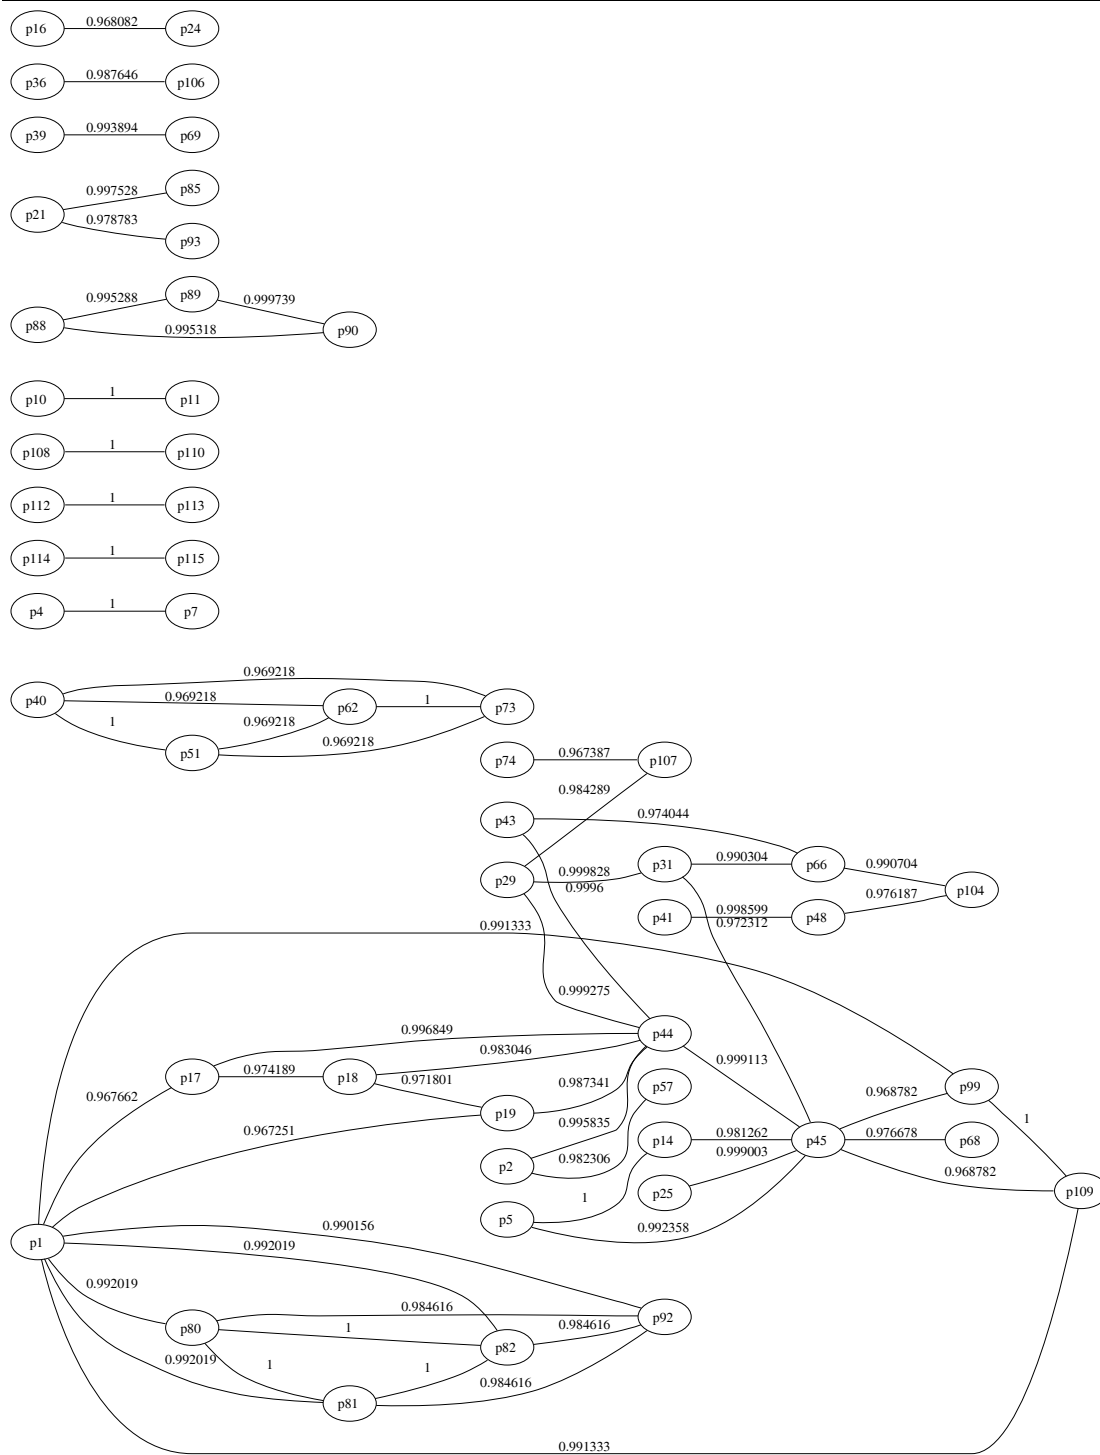 p16 0.968082 p24
p36 0.987646 p106
p39 0.993894 p69
0.997528 p85
p21
0.978783 p93
0.995288 p89 0.999739
p88 0.995318 p90
p10 1 p11
p108 1 p110
p112 1 p113
p114 1 p115
p4 1 p7
0.969218
p40 0.969218 p62 1 p73
1 0.969218
p51 0.969218
p74 0.967387 p107
0.984289
p43 0.974044
p31 0.990304 p66 0.990704
p29 0.999828
0.9996 p104
0.976187
p41 0.998599 p48
0.972312
0.991333
0.999275
0.996849 p44
0.983046
0.999113
p17 0.974189 p18 0.971801 0.987341 p57 p99
0.967662 0.968782
p19 0.995835 1
0.967251 p14 0.981262 p45 0.976678 p68
0.999003
p2 0.982306
0.968782
p25 p109
1
p5 0.992358
0.990156
p1 0.992019
0.992019
0.984616 p92
p80 1 0.984616
p82
0.992019 1 1
0.984616
p81
0.991333